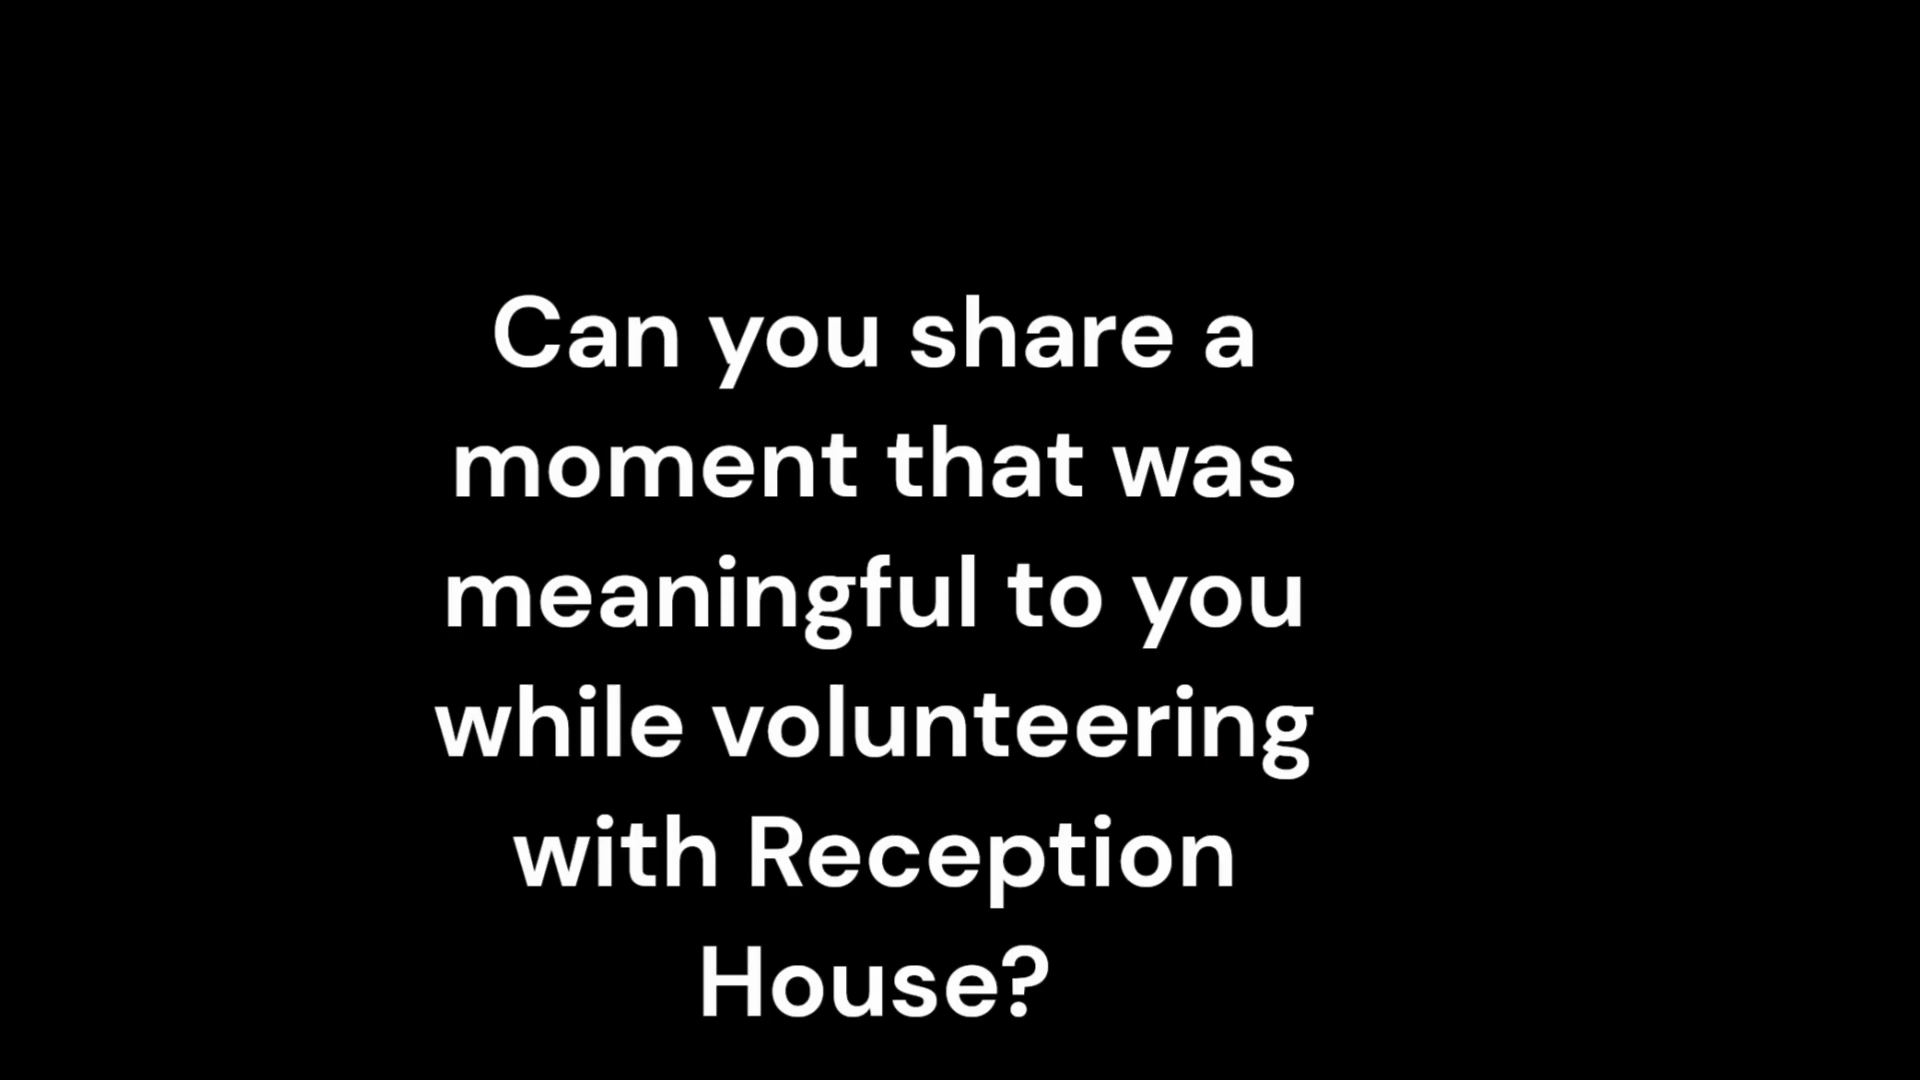 Can you share a
moment that was
meaningful to you
while volunteering
with Reception
House?